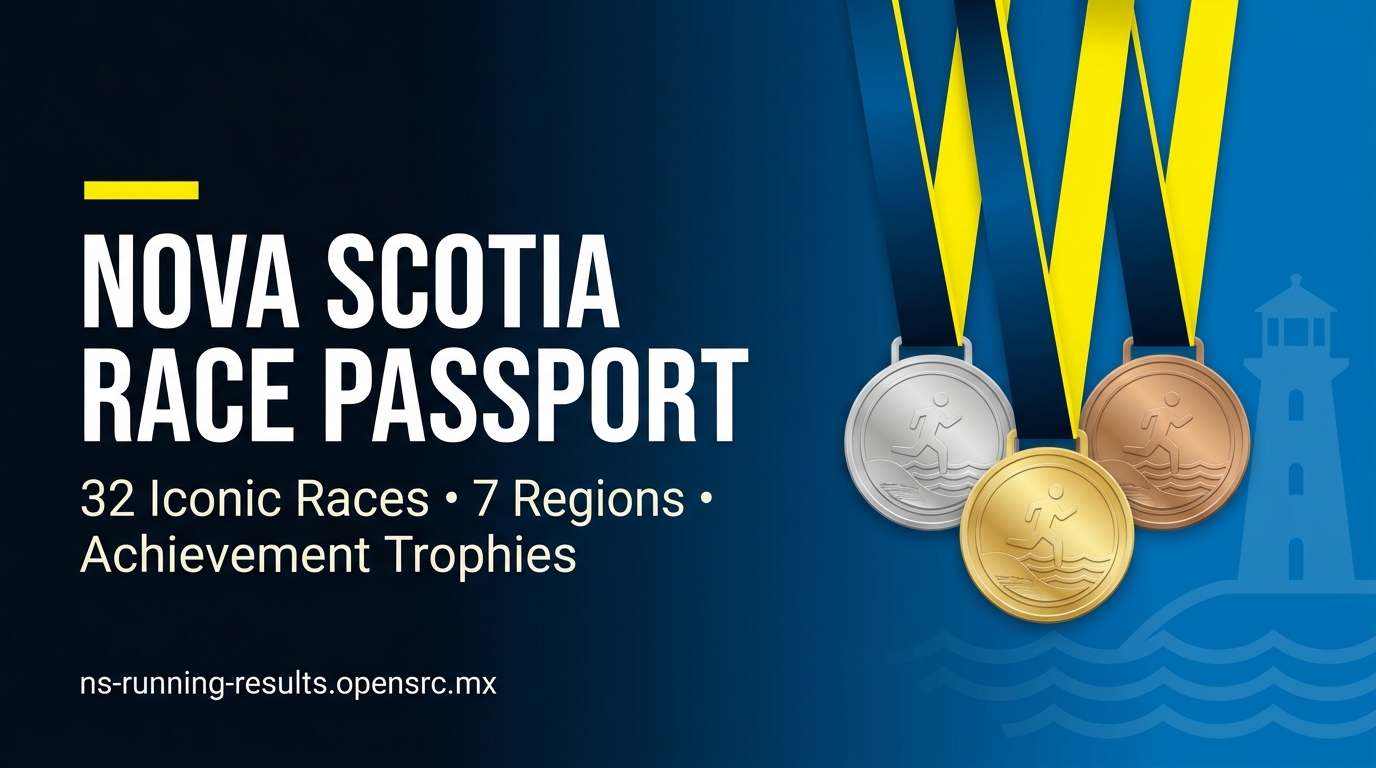 NOVA SCOTIA
RACE PASSPORT
32 Iconic Races • 7 Regions •
Achievement Trophies
ns-running-results.opensrc.mx